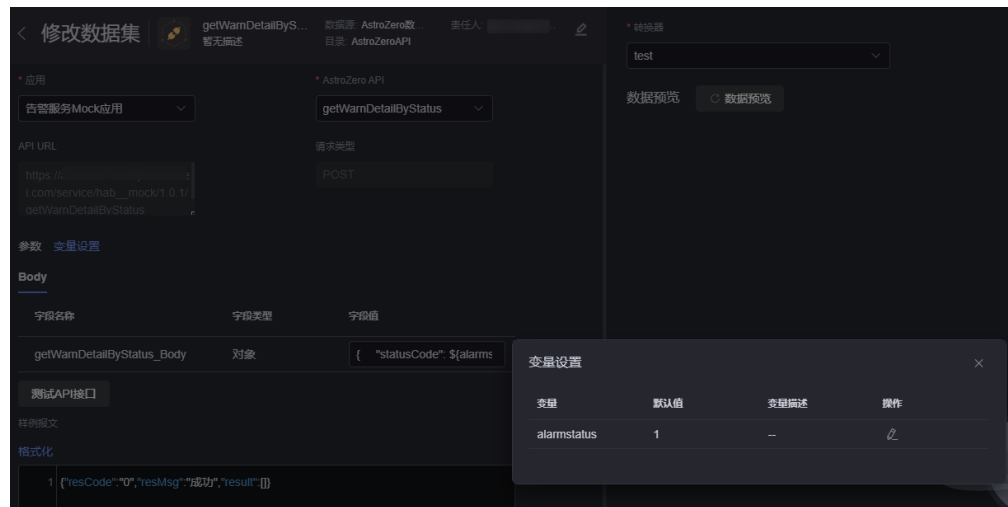 修改数据集
getWarnDetailByS...
暂无描述
数据源: AstroZero数...
目录: AstroZeroAPI
责任人:
* 应用
告警服务Mock应用
* AstroZero API
getWarnDetailByStatus
API URL
https://
i.com/service/hab__mock/1.0.1/
getWarnDetailByStatus
请求类型
POST
参数 变量设置
Body
字段名称 字段类型 字段值
getWarnDetailByStatus_Body 对象 { "statusCode": ${alarms
测试API接口
样例报文
格式化
1 {"resCode":"0","resMsg":"成功","result":[]}
* 转换器
test
数据预览 数据预览
变量设置
变量 默认值 变量描述 操作
alarmstatus 1 --